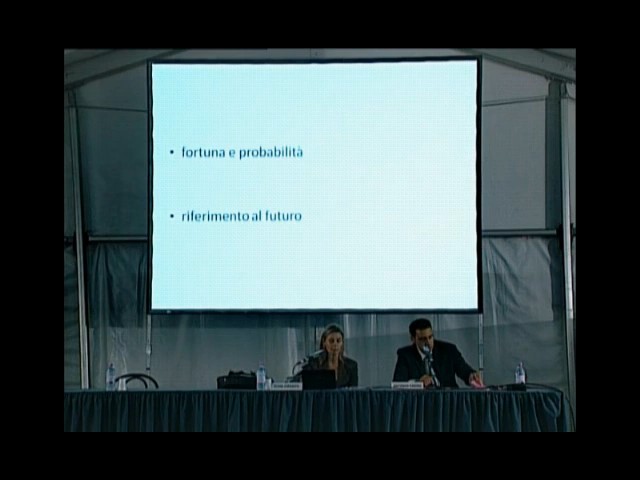 • fortuna e probabilità
• riferimento al futuro